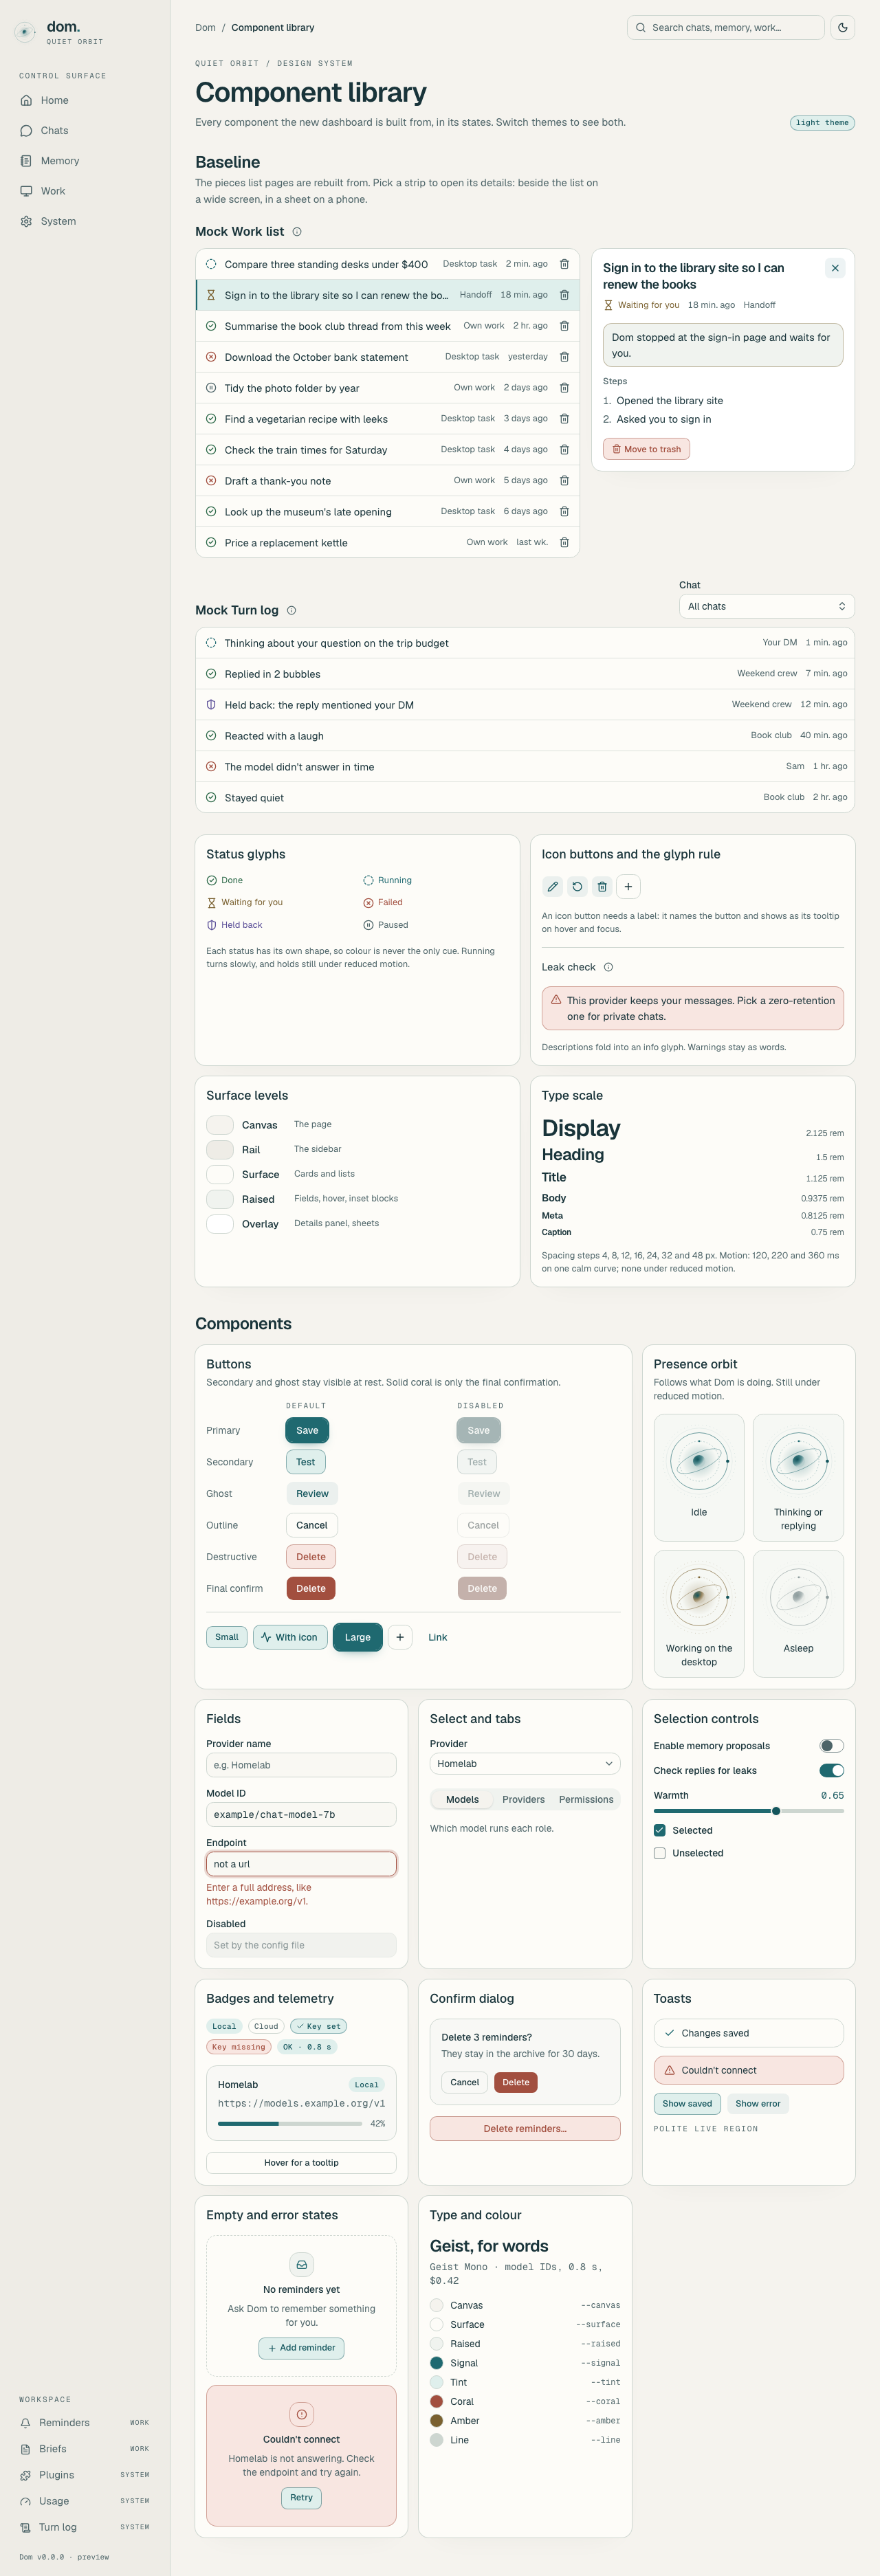 dom.
QUIET ORBIT
CONTROL SURFACE
Home
Chats
Memory
Work
System
Dom / Component library
Search chats, memory, work...
QUIET ORBIT / DESIGN SYSTEM
Component library
Every component the new dashboard is built from, in its states. Switch themes to see both.
light theme
Baseline
The pieces list pages are rebuilt from. Pick a strip to open its details: beside the list on
a wide screen, in a sheet on a phone.
Mock Work list
Compare three standing desks under $400 Desktop task 2 min. ago
Sign in to the library site so I can renew the bo... Handoff 18 min. ago
Summarise the book club thread from this week Own work 2 hr. ago
Download the October bank statement Desktop task yesterday
Tidy the photo folder by year Own work 2 days ago
Find a vegetarian recipe with leeks Desktop task 3 days ago
Check the train times for Saturday Desktop task 4 days ago
Draft a thank-you note Own work 5 days ago
Look up the museum's late opening Desktop task 6 days ago
Price a replacement kettle Own work last wk.
Sign in to the library site so I can
renew the books
Waiting for you 18 min. ago Handoff
Dom stopped at the sign-in page and waits for
you.
Steps
1. Opened the library site
2. Asked you to sign in
Move to trash
Mock Turn log
Chat
All chats
Thinking about your question on the trip budget Your DM 1 min. ago
Replied in 2 bubbles Weekend crew 7 min. ago
Held back: the reply mentioned your DM Weekend crew 12 min. ago
Reacted with a laugh Book club 40 min. ago
The model didn't answer in time Sam 1 hr. ago
Stayed quiet Book club 2 hr. ago
Status glyphs
Done Running
Waiting for you Failed
Held back Paused
Each status has its own shape, so colour is never the only cue. Running
turns slowly, and holds still under reduced motion.
Icon buttons and the glyph rule
An icon button needs a label: it names the button and shows as its tooltip
on hover and focus.
Leak check
This provider keeps your messages. Pick a zero-retention
one for private chats.
Descriptions fold into an info glyph. Warnings stay as words.
Surface levels
Canvas The page
Rail The sidebar
Surface Cards and lists
Raised Fields, hover, inset blocks
Overlay Details panel, sheets
Type scale
Display 2.125 rem
Heading 1.5 rem
Title 1.125 rem
Body 0.9375 rem
Meta 0.8125 rem
Caption 0.75 rem
Spacing steps 4, 8, 12, 16, 24, 32 and 48 px. Motion: 120, 220 and 360 ms
on one calm curve; none under reduced motion.
Components
Buttons
Secondary and ghost stay visible at rest. Solid coral is only the final confirmation.
DEFAULT DISABLED
Primary Save Save
Secondary Test Test
Ghost Review Review
Outline Cancel Cancel
Destructive Delete Delete
Final confirm Delete Delete
Small With icon Large Link
Presence orbit
Follows what Dom is doing. Still under
reduced motion.
Idle
Thinking or
replying
Working on the
desktop
Asleep
Fields
Provider name
e.g. Homelab
Model ID
example/chat-model-7b
Endpoint
not a url
Enter a full address, like
https://example.org/v1.
Disabled
Set by the config file
Select and tabs
Provider
Homelab
Models Providers Permissions
Which model runs each role.
Selection controls
Enable memory proposals
Check replies for leaks
Warmth 0.65
Selected
Unselected
Badges and telemetry
Local Cloud Key set
Key missing OK · 0.8 s
Homelab Local
https://models.example.org/v1
42%
Hover for a tooltip
Confirm dialog
Delete 3 reminders?
They stay in the archive for 30 days.
Cancel Delete
Delete reminders...
Toasts
Changes saved
Couldn't connect
Show saved Show error
POLITE LIVE REGION
Empty and error states
No reminders yet
Ask Dom to remember something
for you.
Add reminder
Couldn't connect
Homelab is not answering. Check
the endpoint and try again.
Retry
Type and colour
Geist, for words
Geist Mono · model IDs, 0.8 s,
$0.42
Canvas --canvas
Surface --surface
Raised --raised
Signal --signal
Tint --tint
Coral --coral
Amber --amber
Line --line
WORKSPACE
Reminders WORK
Briefs WORK
Plugins SYSTEM
Usage SYSTEM
Turn log SYSTEM
Dom v0.0.0 · preview